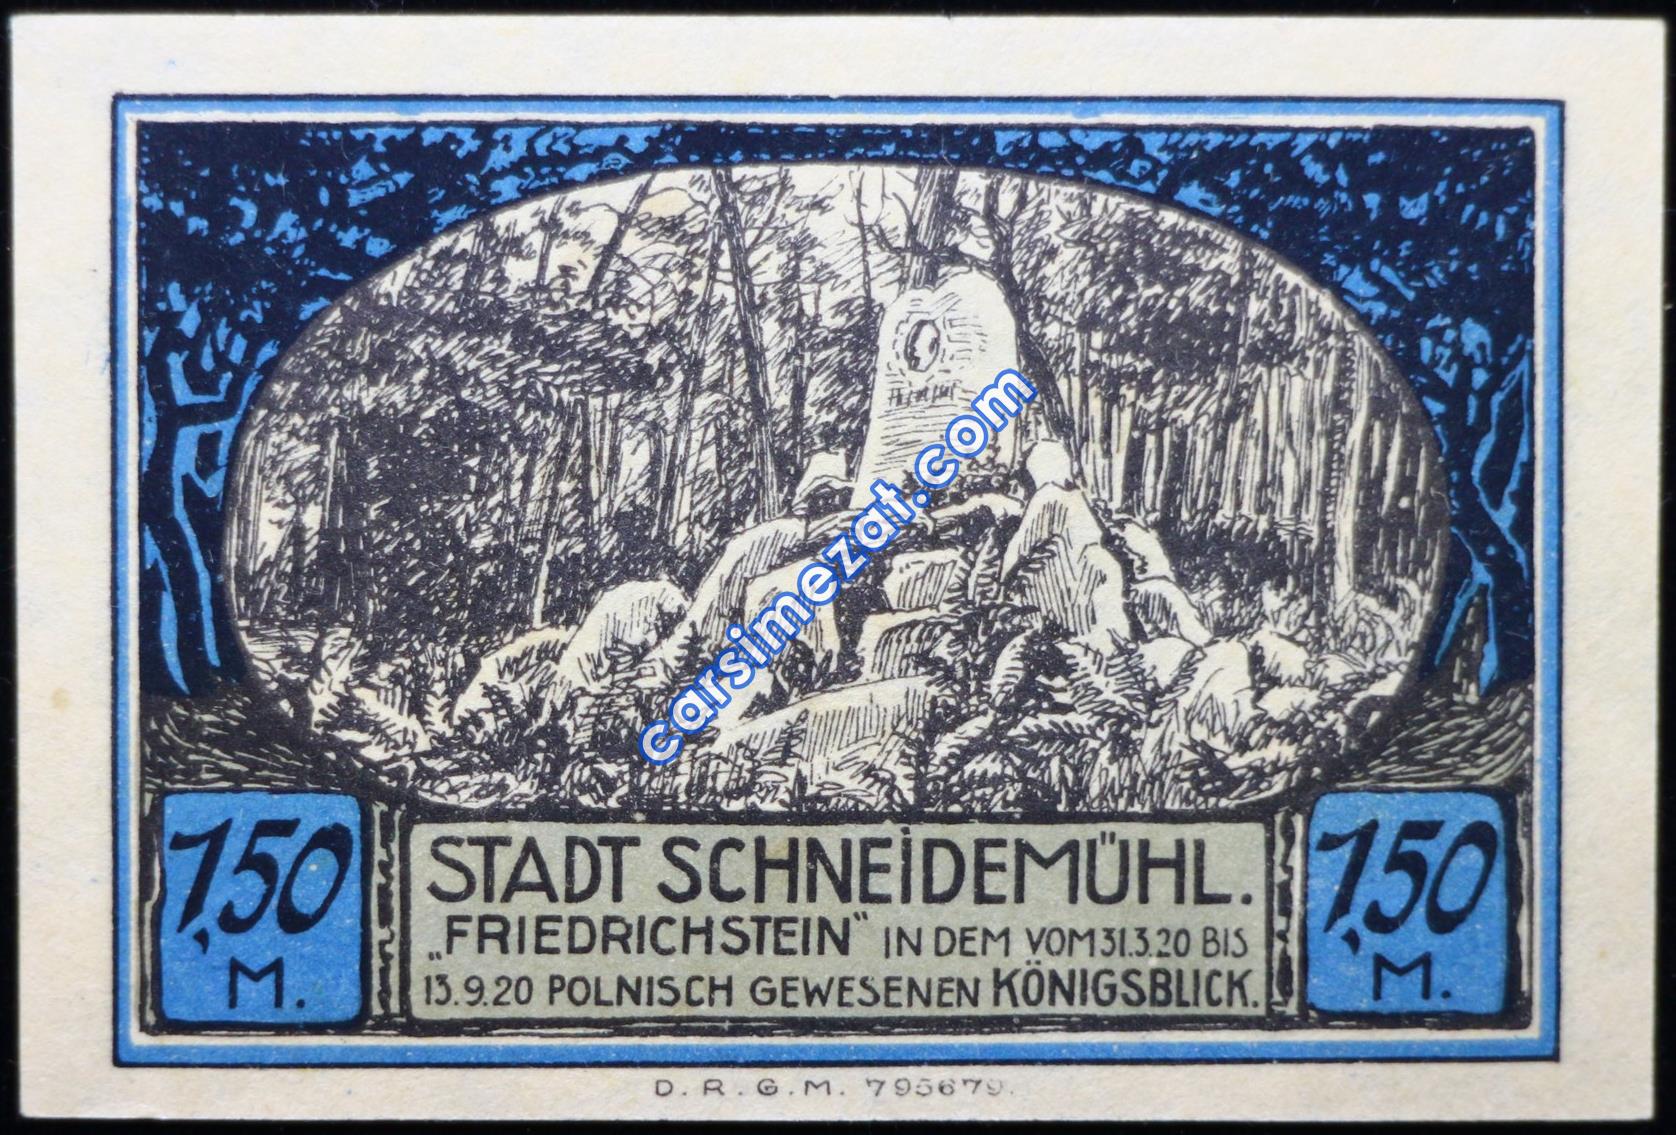 carsimezat.com
1,50 M.
STADT SCHNEIDEMÜHL.
1,50 M.
„FRIEDRICHSTEIN“ IN DEM VOM 31.3.20 BIS
13.9.20 POLNISCH GEWESENEN KÖNIGSBLICK.
D. R. G. M. 795679.